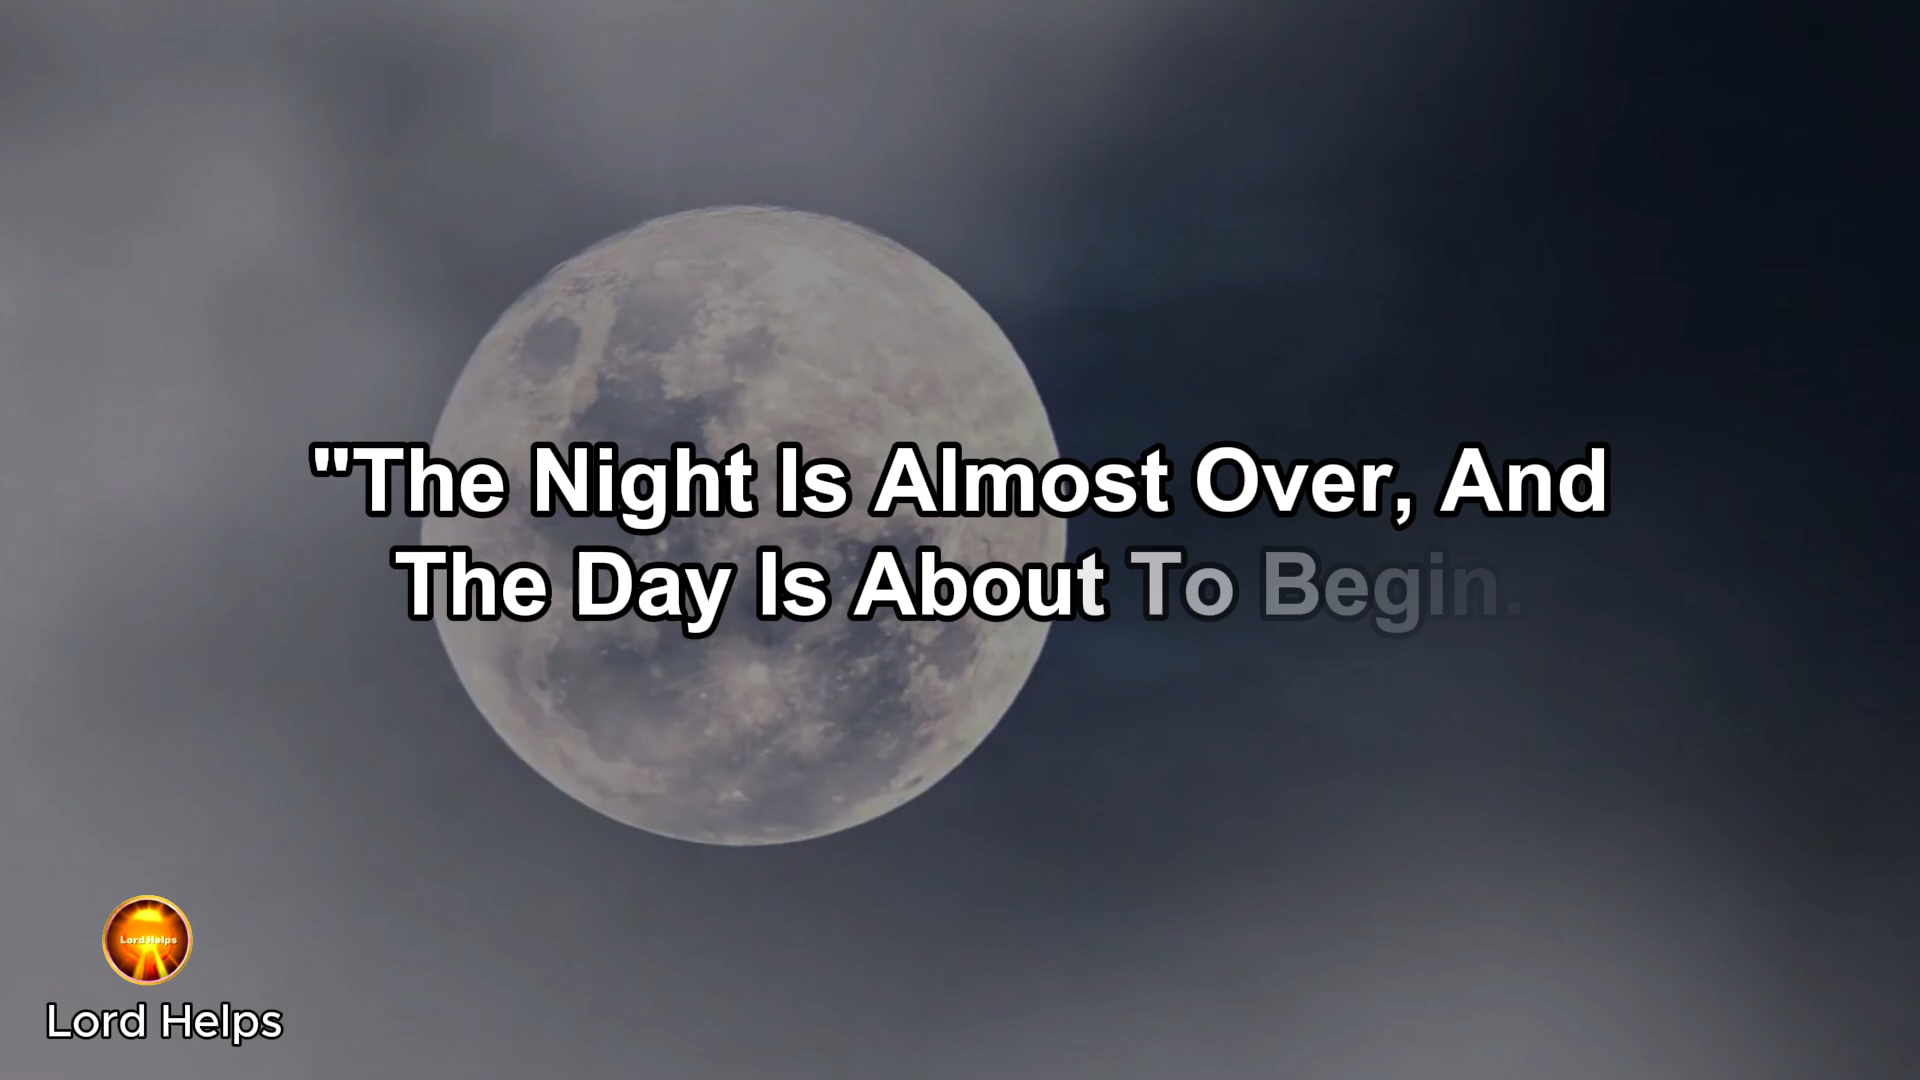 "The Night Is Almost Over, And
The Day Is About To Begin.
Lord Helps
Lord Helps